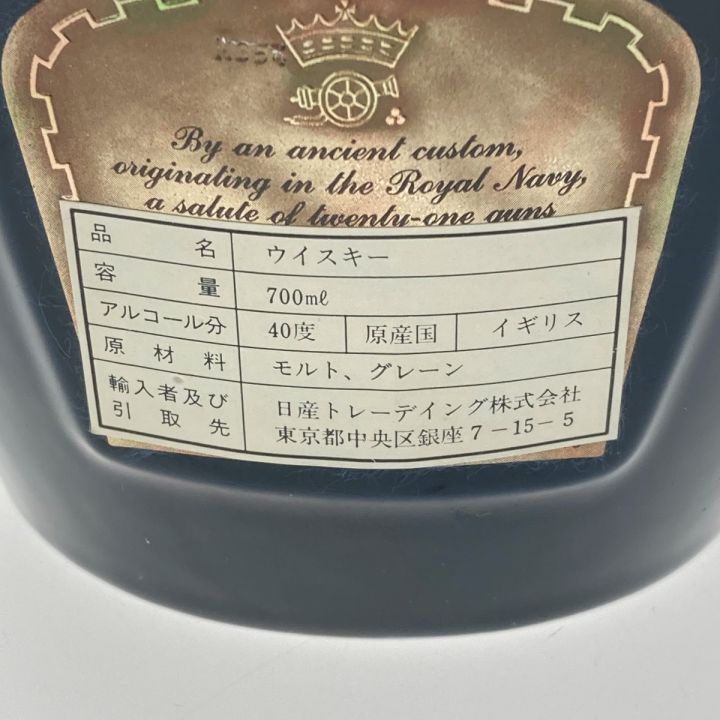 By an ancient custom,
originating in the Royal Navy,
a salute of twenty-one guns
品名 ウイスキー
容量 700mℓ
アルコール分 40度 原産国 イギリス
原材料 モルト、グレーン
輸入者及び引取先 日産トレーデイング株式会社
東京都中央区銀座7-15-5